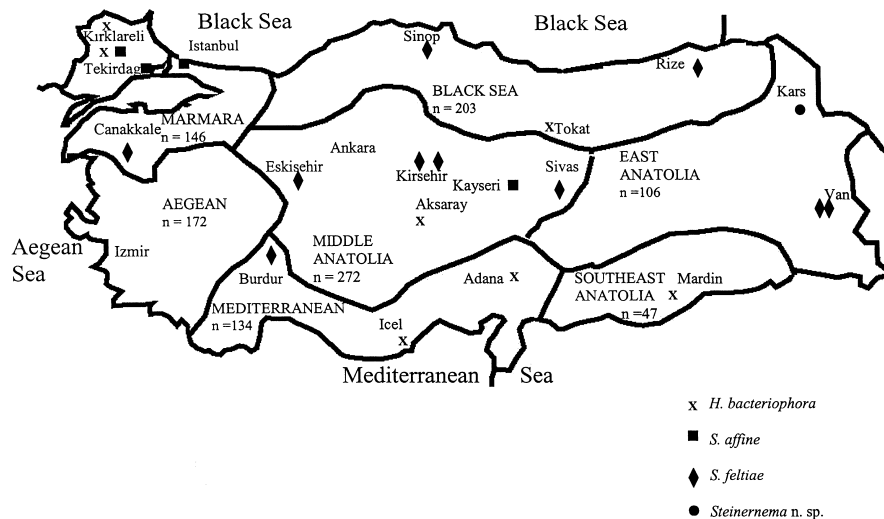 Black Sea
Black Sea
x
Kırklareli
x
Istanbul
Tekirdag
Sinop
Rize
Kars
BLACK SEA
n = 203
MARMARA
n = 146
Canakkale
x Tokat
Ankara
EAST
ANATOLIA
n =106
Eskişehir
Kirsehir
Kayseri
Sivas
Van
Aksaray
x
AEGEAN
n = 172
Aegean
Sea
Izmir
MIDDLE
ANATOLIA
n = 272
Burdur
Adana x
SOUTHEAST
ANATOLIA
n =47
Mardin
x
MEDITERRANEAN
n =134
Icel
x
Mediterranean Sea
x H. bacteriophora
S. affine
S. feltiae
Steinernema n. sp.